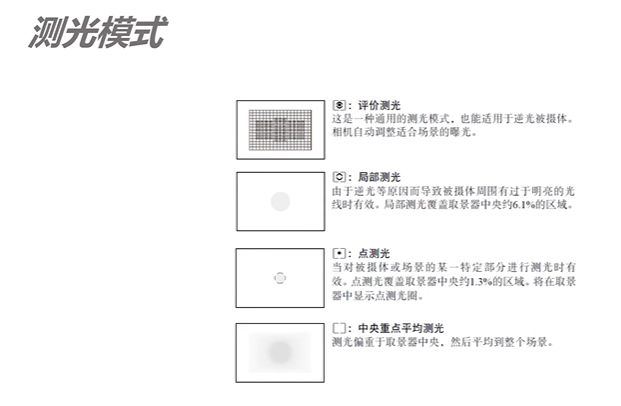 测光模式
：评价测光
这是一种通用的测光模式，也能适用于逆光被摄体。
相机自动调整适合场景的曝光。
：局部测光
由于逆光等原因而导致被摄体周围有过于明亮的光
线时有效。局部测光覆盖取景器中央约6.1%的区域。
：点测光
当对被摄体或场景的某一特定部分进行测光时有
效。点测光覆盖取景器中央约1.3%的区域。将在取景
器中显示点测光圈。
：中央重点平均测光
测光偏重于取景器中央，然后平均到整个场景。